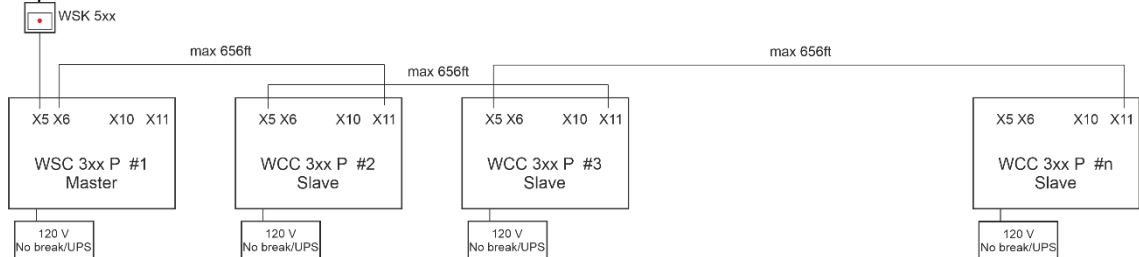 WSK 5xx
max 656ft
max 656ft
max 656ft
X5 X6 X10 X11
WSC 3xx P #1
Master
X5 X6 X10 X11
WCC 3xx P #2
Slave
X5 X6 X10 X11
WCC 3xx P #3
Slave
X5 X6 X10 X11
WCC 3xx P #n
Slave
120 V
No break/UPS
120 V
No break/UPS
120 V
No break/UPS
120 V
No break/UPS